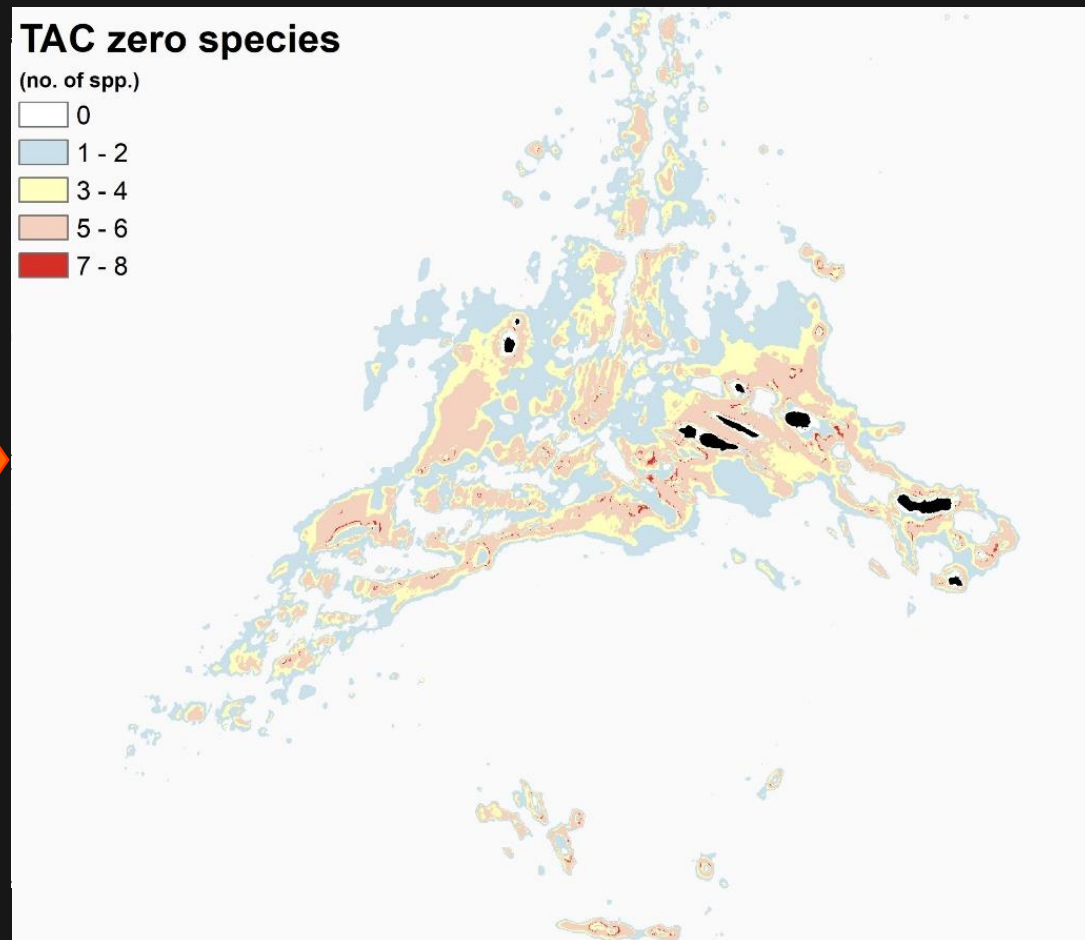 TAC zero species
(no. of spp.)
0
1 - 2
3 - 4
5 - 6
7 - 8